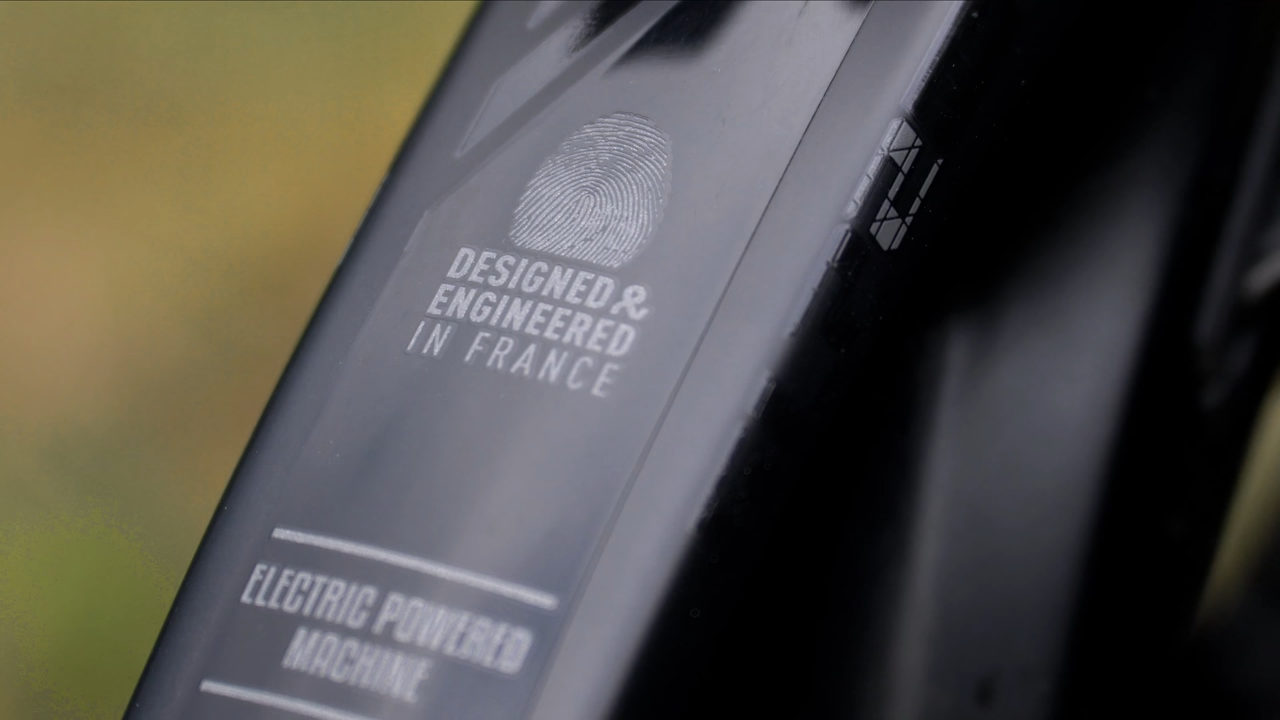 DESIGNED &
ENGINEERED
IN FRANCE
ELECTRIC POWERED
MACHINE